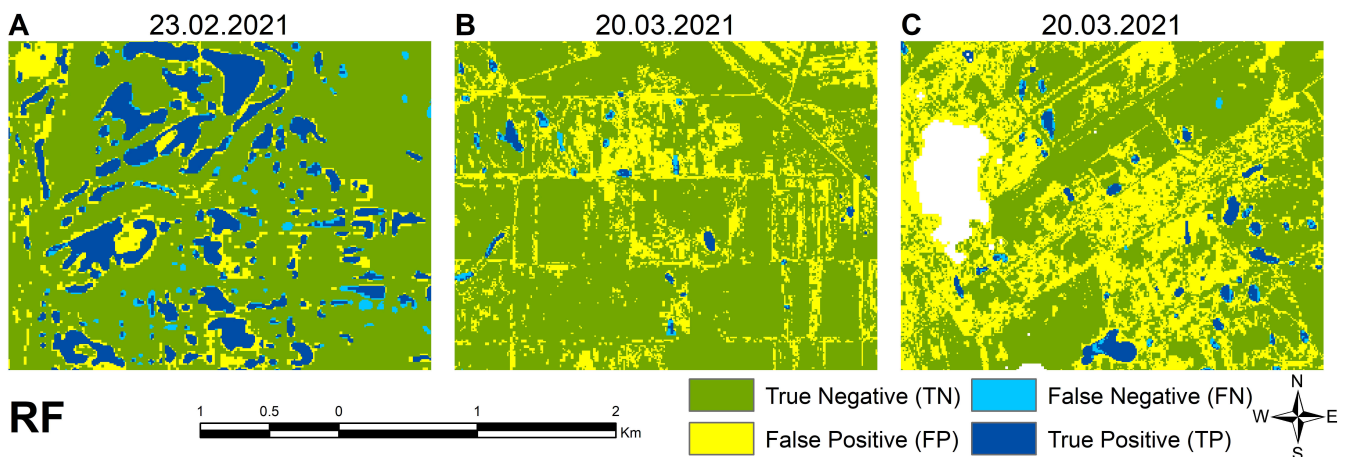 A 23.02.2021
B 20.03.2021
C 20.03.2021
RF
1 0.5 0 1 2
Km
True Negative (TN)
False Negative (FN)
False Positive (FP)
True Positive (TP)
N
W E
S